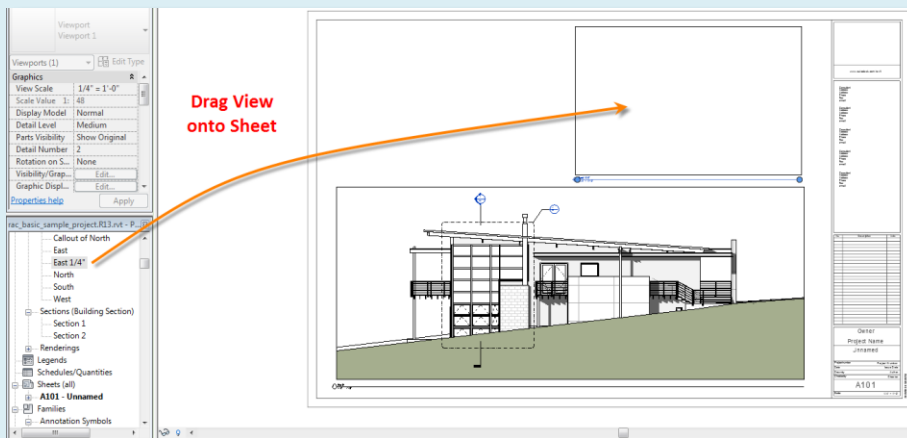 Viewport
Viewport 1
Viewports (1)
Edit Type
Graphics
View Scale 1/4" = 1'-0"
Scale Value 1: 48
Display Model Normal
Detail Level Medium
Parts Visibility Show Original
Detail Number 2
Rotation on S... None
Visibility/Grap... Edit...
Graphic Displ... Edit...
Properties help Apply
rac_basic_sample_project.R13.rvt - P...
Callout of North
East
East 1/4"
North
South
West
Sections (Building Section)
Section 1
Section 2
Renderings
Legends
Schedules/Quantities
Sheets (all)
A101 - Unnamed
Families
Annotation Symbols
Drag View
onto Sheet
Owner
Project Name
Unnamed
A101